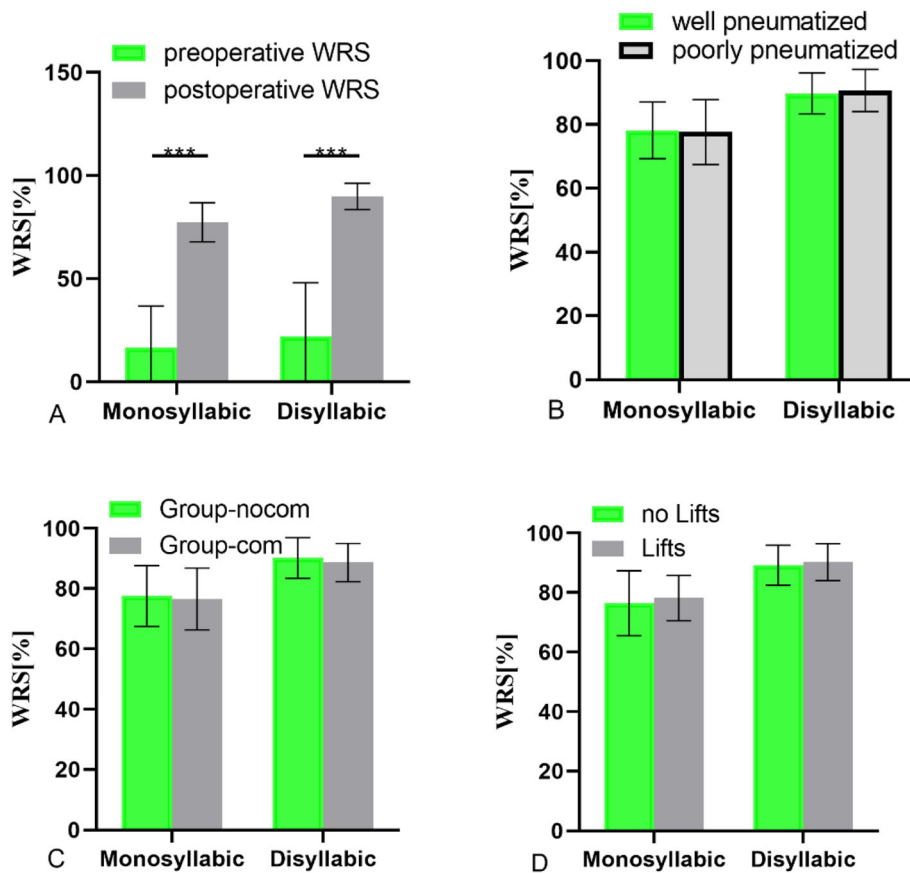 preoperative WRS
postoperative WRS
150
100
50
0
WRS[%]
***
***
Monosyllabic
Disyllabic
A
well pneumatized
poorly pneumatized
100
80
60
40
20
0
WRS[%]
Monosyllabic
Disyllabic
B
Group-nocom
Group-com
100
80
60
40
20
0
WRS[%]
Monosyllabic
Disyllabic
C
no Lifts
Lifts
100
80
60
40
20
0
WRS[%]
Monosyllabic
Disyllabic
D